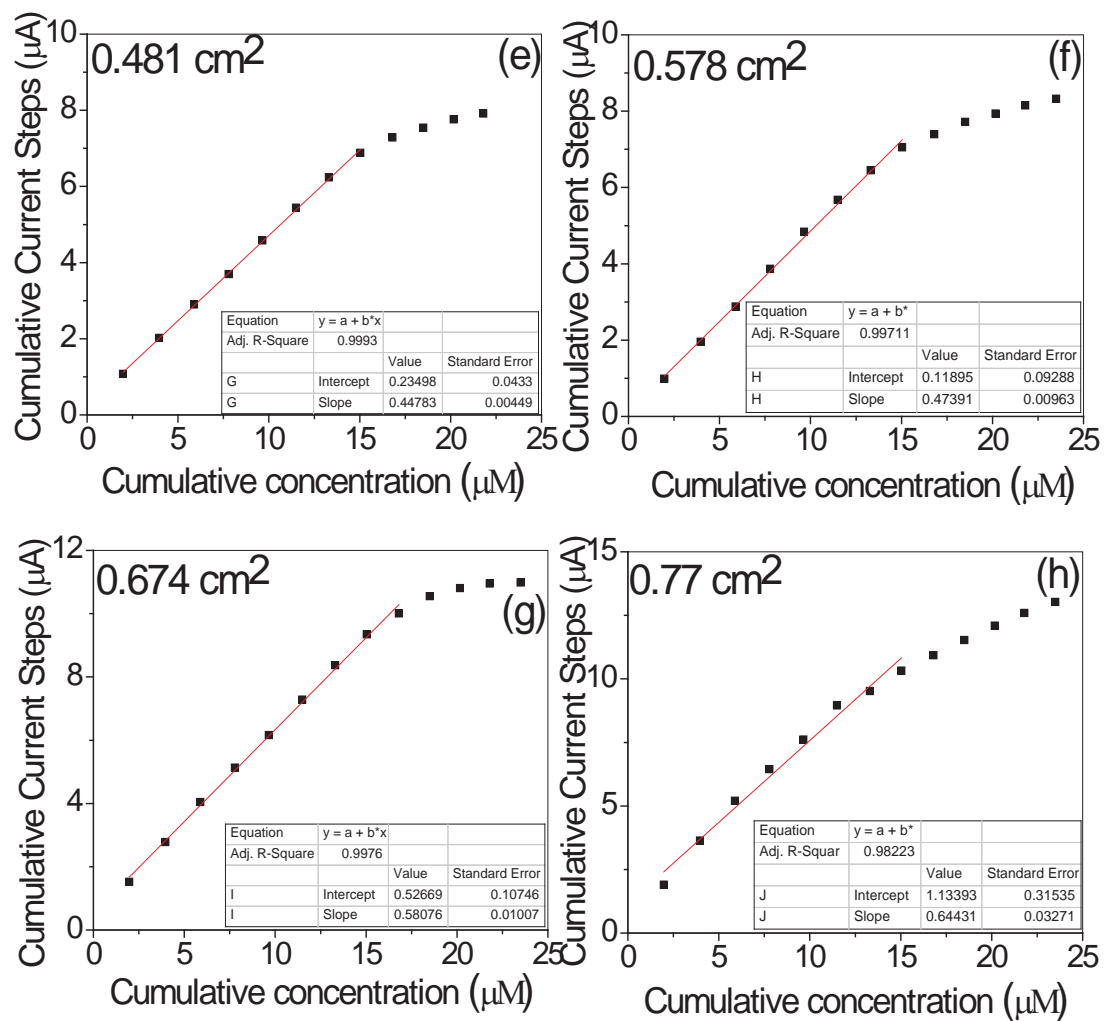 0.481 cm²
(e)
Cumulative Current Steps (μA)
10
8
6
4
2
0
Equation y = a + b*x
Adj. R-Square 0.9993
Value Standard Error
G Intercept 0.23498 0.0433
G Slope 0.44783 0.00449
0 5 10 15 20 25
Cumulative concentration (μM)
0.578 cm²
(f)
Cumulative Current Steps (μA)
10
8
6
4
2
0
Equation y = a + b*
Adj. R-Square 0.99711
Value Standard Error
H Intercept 0.11895 0.09288
H Slope 0.47391 0.00963
0 5 10 15 20 25
Cumulative concentration (μM)
0.674 cm²
(g)
Cumulative Current Steps (μA)
12
8
4
0
Equation y = a + b*x
Adj. R-Square 0.9976
Value Standard Error
I Intercept 0.52669 0.10746
I Slope 0.58076 0.01007
0 5 10 15 20 25
Cumulative concentration (μM)
0.77 cm²
(h)
Cumulative Current Steps (μA)
15
10
5
0
Equation y = a + b*
Adj. R-Squar 0.98223
Value Standard Error
J Intercept 1.13393 0.31535
J Slope 0.64431 0.03271
0 5 10 15 20 25
Cumulative concentration (μM)